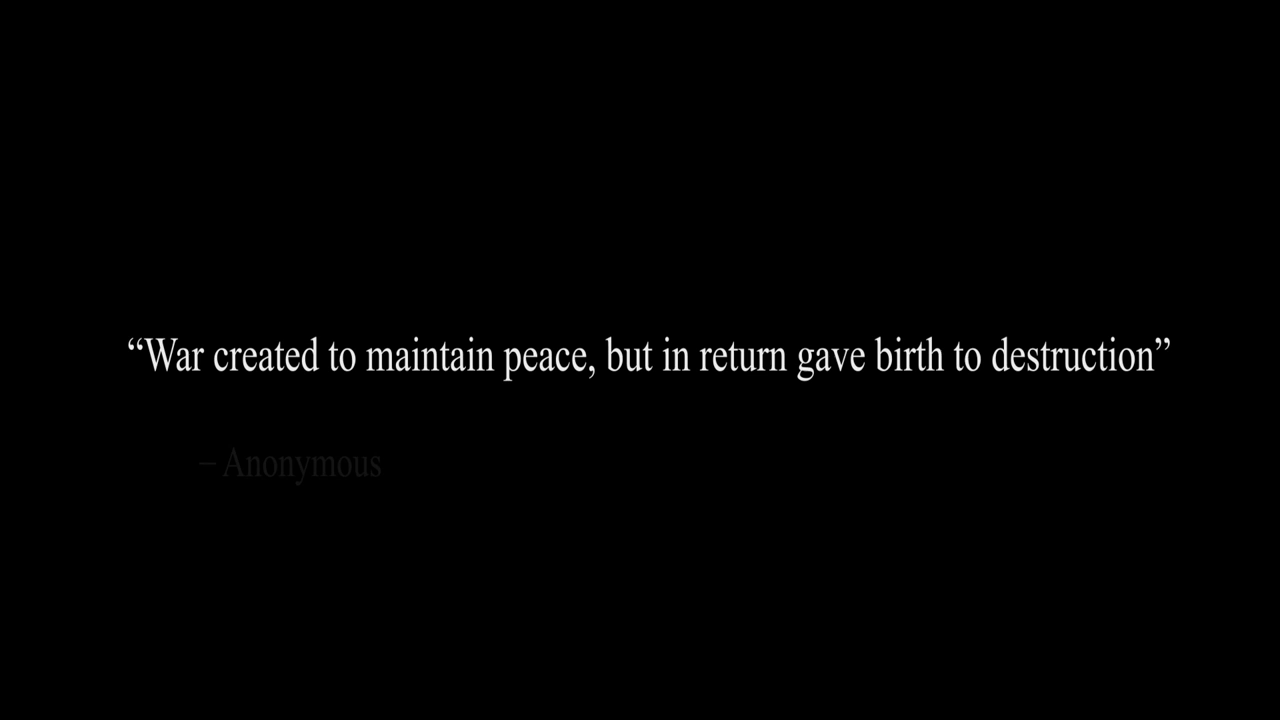 “War created to maintain peace, but in return gave birth to destruction”
– Anonymous